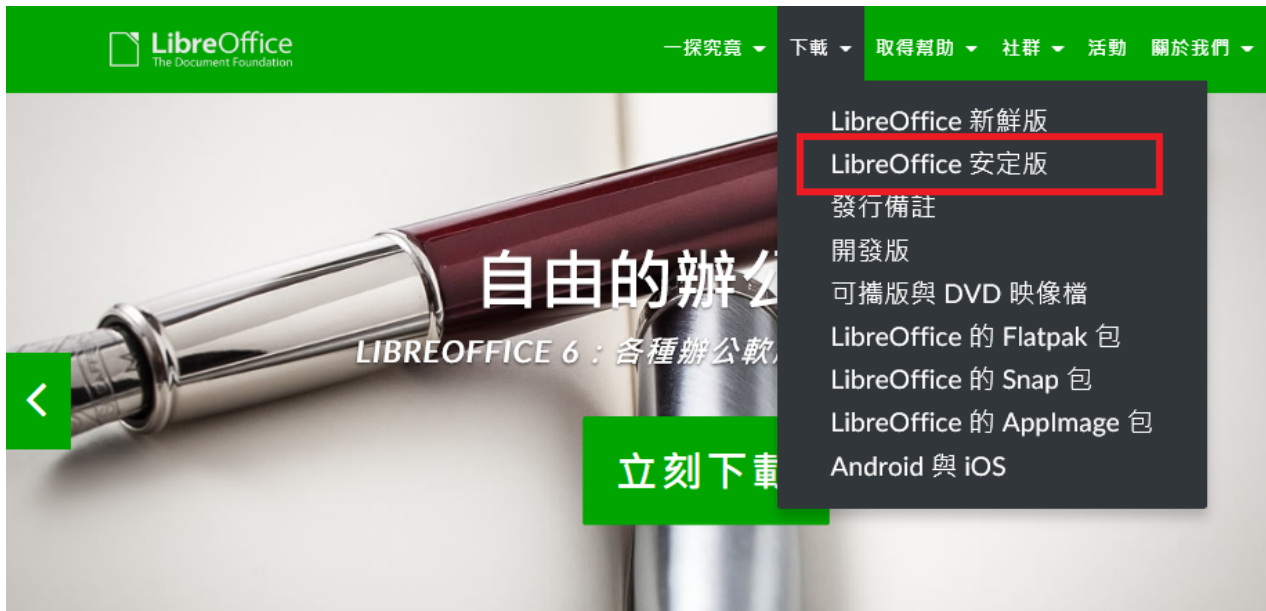 LibreOffice
The Document Foundation
一探究竟 下載 取得幫助 社群 活動 關於我們
LibreOffice 新鮮版
LibreOffice 安定版
發行備註
開發版
可攜版與 DVD 映像檔
LibreOffice 的 Flatpak 包
LibreOffice 的 Snap 包
LibreOffice 的 AppImage 包
Android 與 iOS
自由的辦公
LIBREOFFICE 6：各種辦公軟
立刻下載